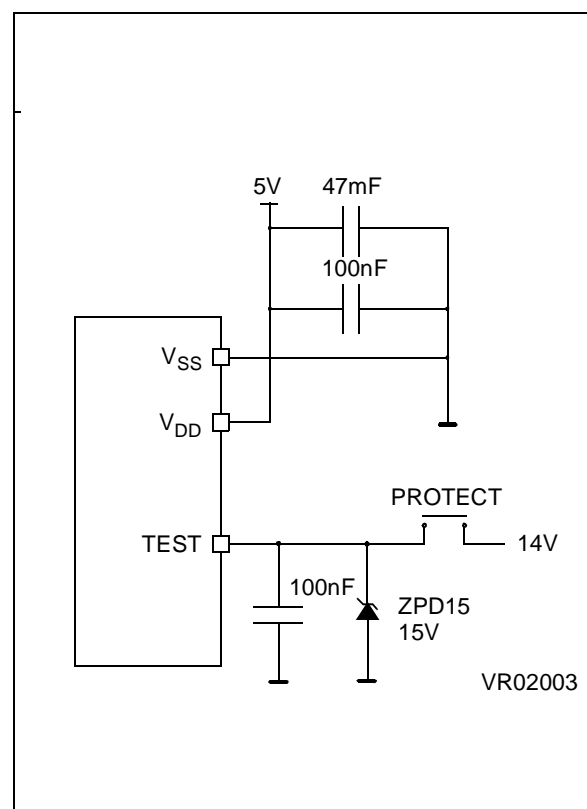 5V 47mF
100nF
VSS
VDD
PROTECT
TEST 14V
100nF ZPD15
15V
VR02003